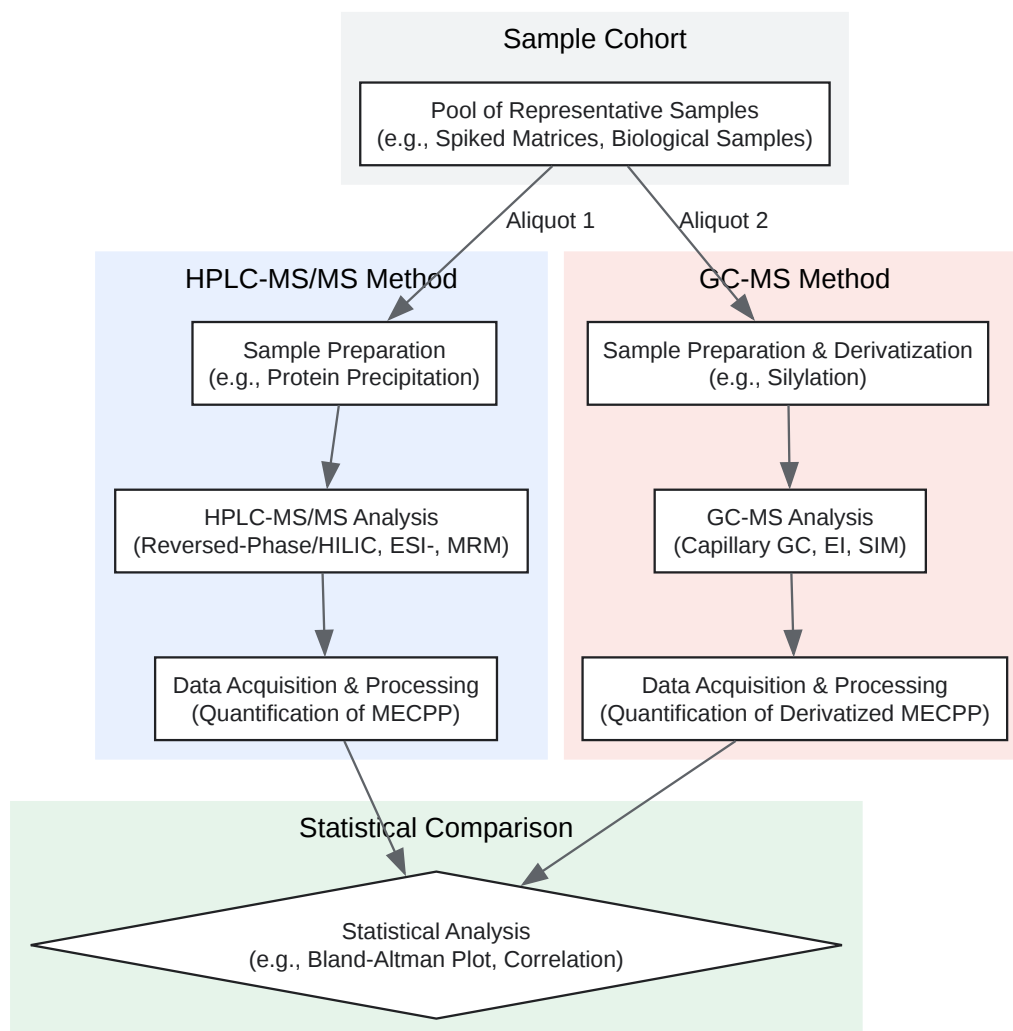 Sample Cohort
Pool of Representative Samples
(e.g., Spiked Matrices, Biological Samples)
Aliquot 1
Aliquot 2
HPLC-MS/MS Method
Sample Preparation
(e.g., Protein Precipitation)
HPLC-MS/MS Analysis
(Reversed-Phase/HILIC, ESI-, MRM)
Data Acquisition & Processing
(Quantification of MECPP)
GC-MS Method
Sample Preparation & Derivatization
(e.g., Silylation)
GC-MS Analysis
(Capillary GC, EI, SIM)
Data Acquisition & Processing
(Quantification of Derivatized MECPP)
Statistical Comparison
Statistical Analysis
(e.g., Bland-Altman Plot, Correlation)